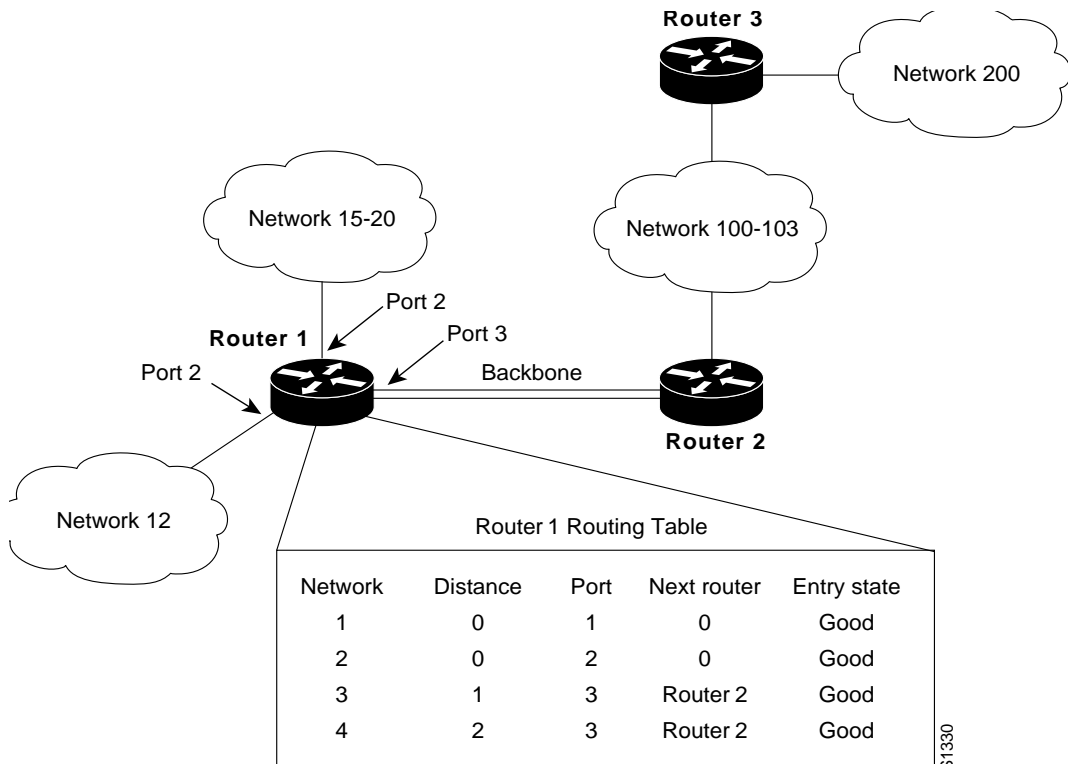 Router 3
Network 200
Network 15-20
Network 100-103
Port 2
Router 1
Port 3
Port 2
Backbone
Router 2
Network 12
Router 1 Routing Table
Network Distance Port Next router Entry state
1 0 1 0 Good
2 0 2 0 Good
3 1 3 Router 2 Good
4 2 3 Router 2 Good